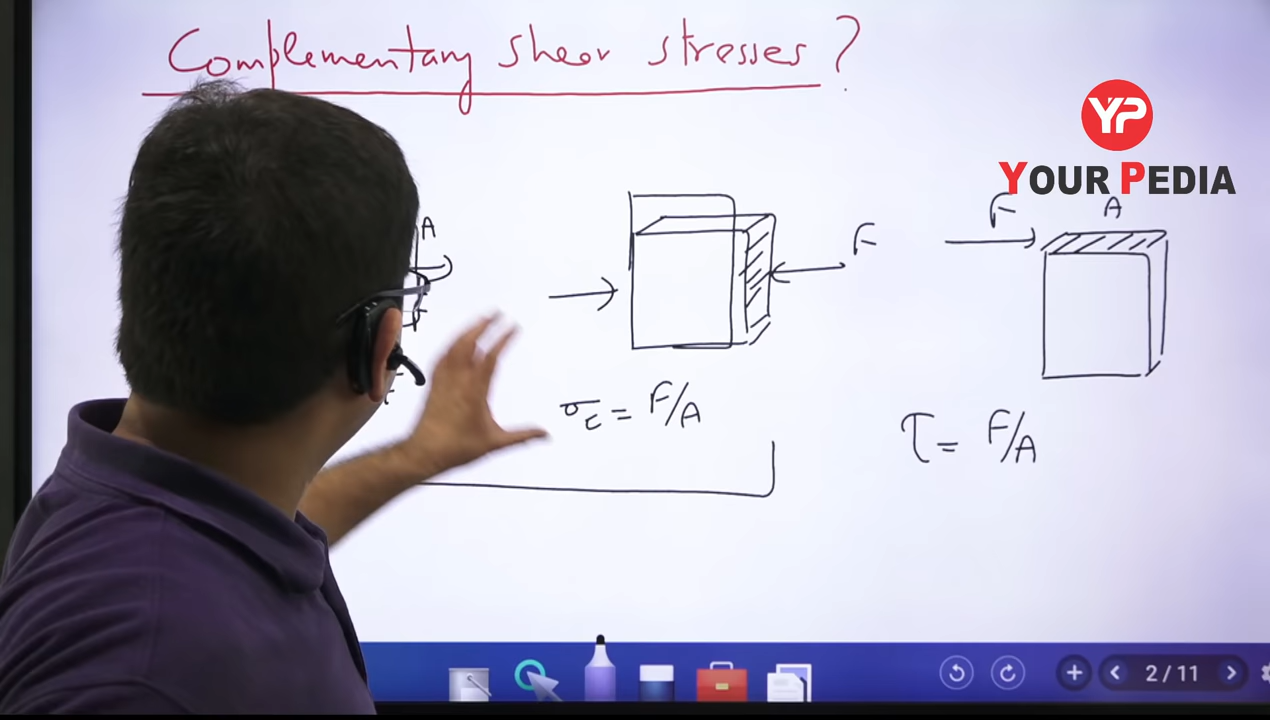 Complementary shear stresses?
YP
YOUR PEDIA
A
F
F
A
σc = F/A
τ = F/A
2/11